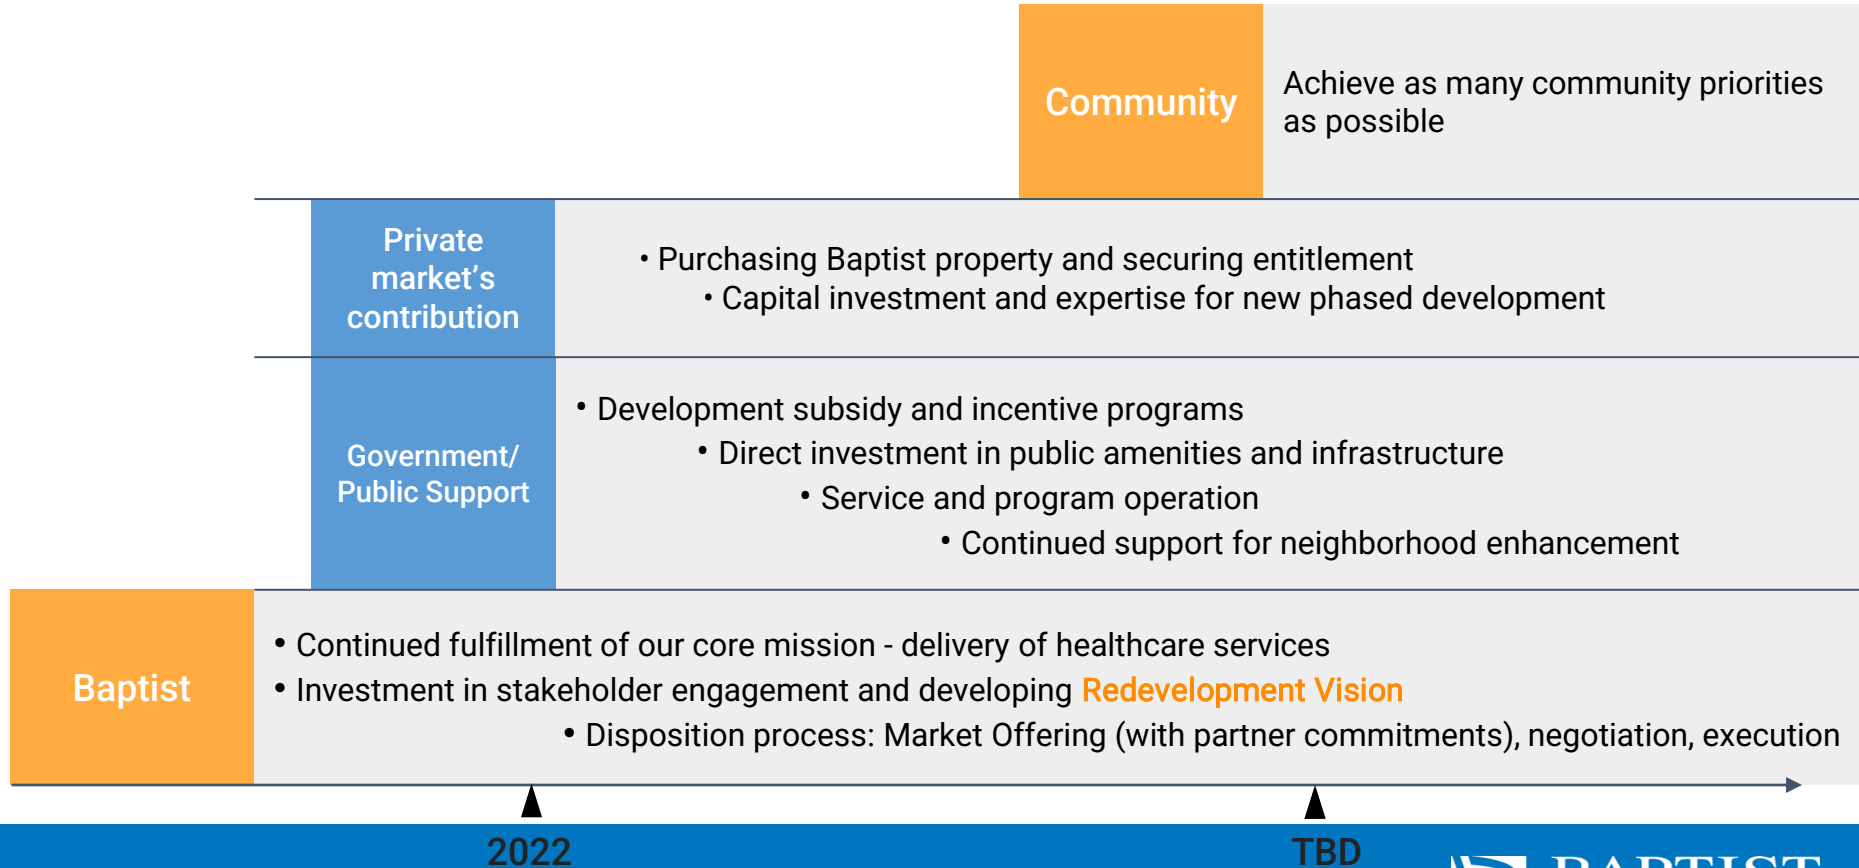 Community
Achieve as many community priorities
as possible
Private
market’s
contribution
• Purchasing Baptist property and securing entitlement
• Capital investment and expertise for new phased development
Government/
Public Support
• Development subsidy and incentive programs
• Direct investment in public amenities and infrastructure
• Service and program operation
• Continued support for neighborhood enhancement
Baptist
• Continued fulfillment of our core mission - delivery of healthcare services
• Investment in stakeholder engagement and developing Redevelopment Vision
• Disposition process: Market Offering (with partner commitments), negotiation, execution
2022
TBD
BAPTIST